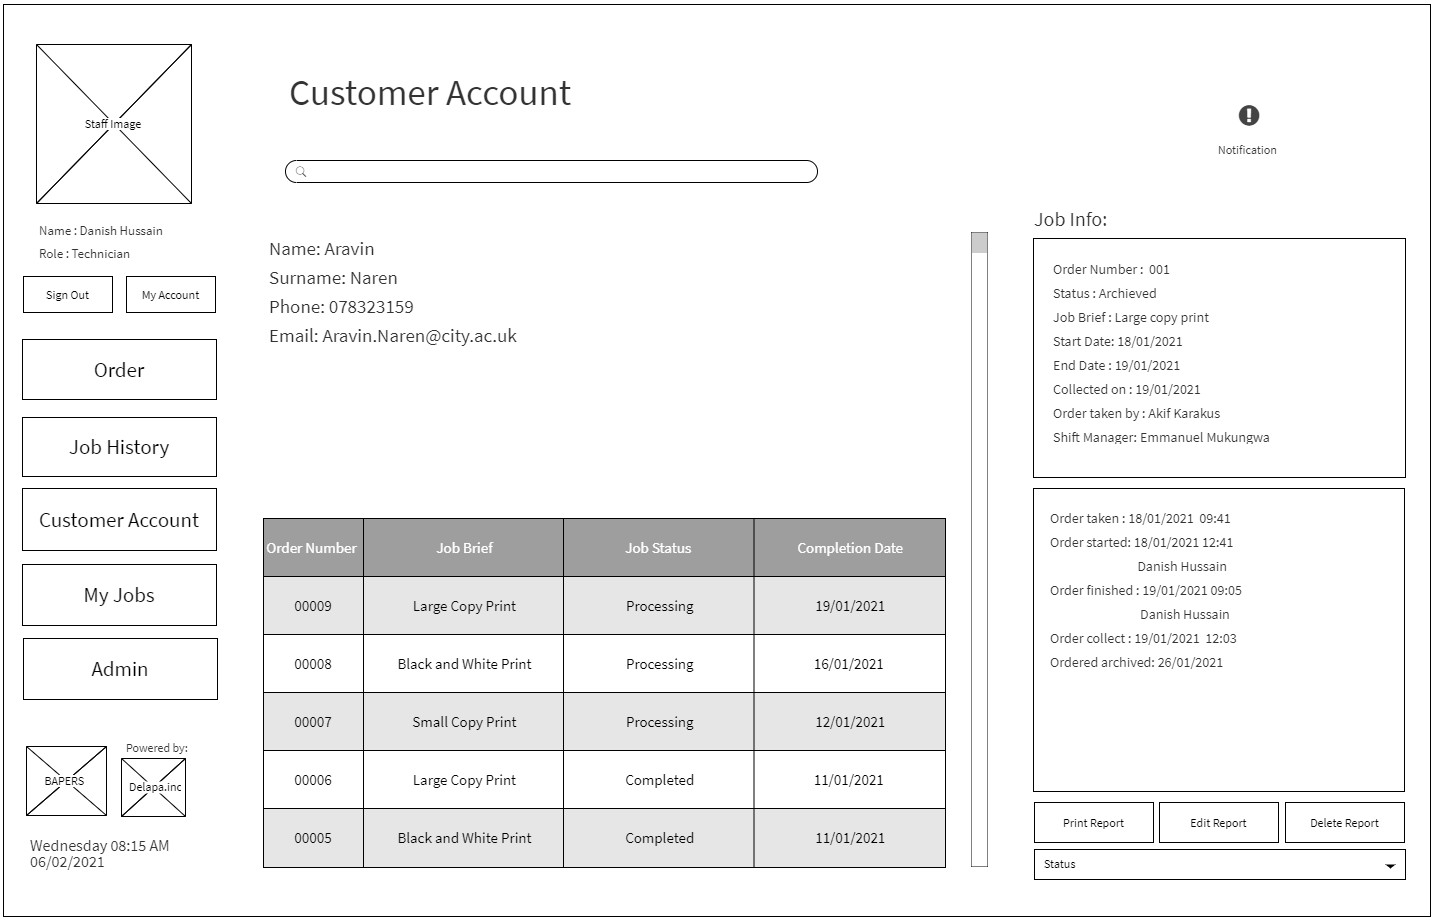 Staff Image
Name : Danish Hussain
Role : Technician
Sign Out
My Account
Order
Job History
Customer Account
My Jobs
Admin
BAPERS
Powered by:
Delapa.inc
Wednesday 08:15 AM
06/02/2021
Customer Account
Name: Aravin
Surname: Naren
Phone: 078323159
Email: Aravin.Naren@city.ac.uk
Order Number Job Brief Job Status Completion Date
00009 Large Copy Print Processing 19/01/2021
00008 Black and White Print Processing 16/01/2021
00007 Small Copy Print Processing 12/01/2021
00006 Large Copy Print Completed 11/01/2021
00005 Black and White Print Completed 11/01/2021
Notification
Job Info:
Order Number : 001
Status : Archieved
Job Brief : Large copy print
Start Date: 18/01/2021
End Date : 19/01/2021
Collected on : 19/01/2021
Order taken by : Akif Karakus
Shift Manager: Emmanuel Mukungwa
Order taken : 18/01/2021 09:41
Order started: 18/01/2021 12:41
Danish Hussain
Order finished : 19/01/2021 09:05
Danish Hussain
Order collect : 19/01/2021 12:03
Ordered archived: 26/01/2021
Print Report
Edit Report
Delete Report
Status